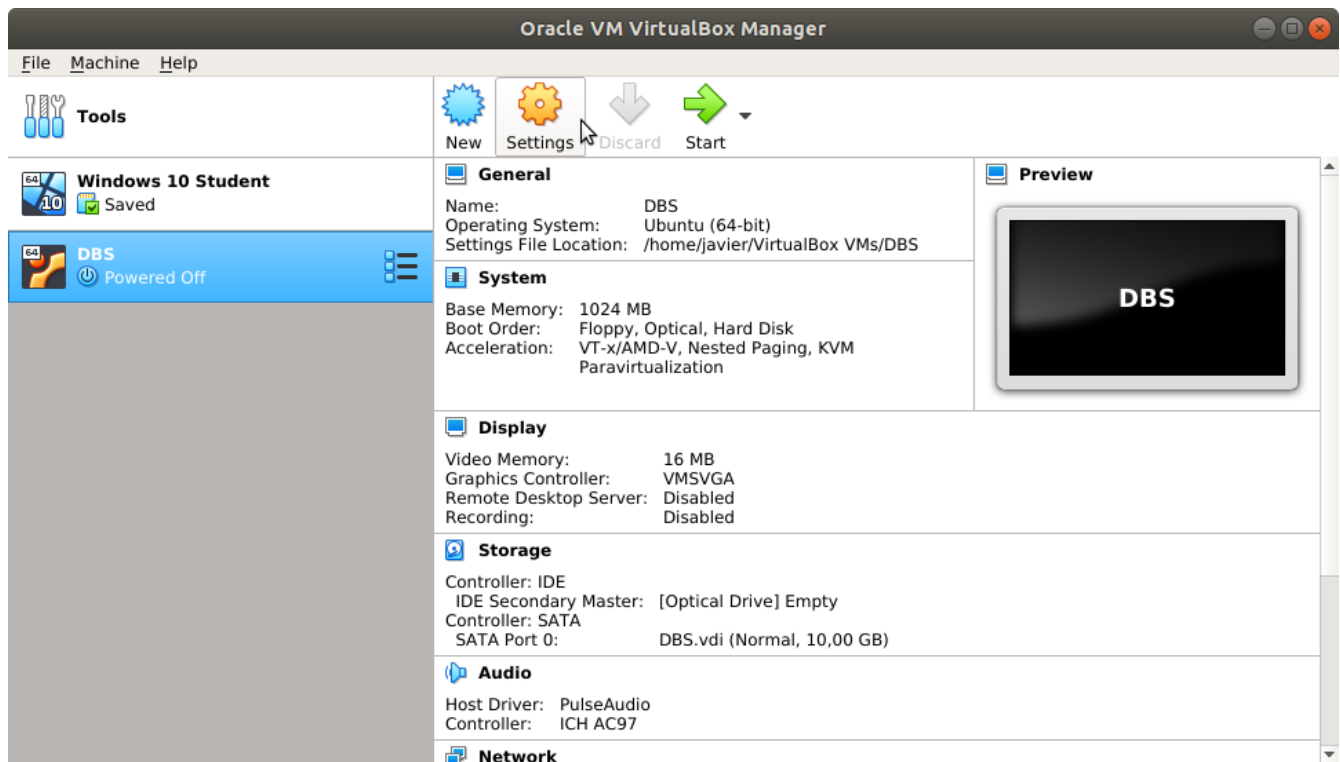 Oracle VM VirtualBox Manager
File Machine Help
Tools
New Settings Discard Start
64 10 Windows 10 Student
Saved
64 DBS
Powered Off
General
Name: DBS
Operating System: Ubuntu (64-bit)
Settings File Location: /home/javier/VirtualBox VMs/DBS
Preview
DBS
System
Base Memory: 1024 MB
Boot Order: Floppy, Optical, Hard Disk
Acceleration: VT-x/AMD-V, Nested Paging, KVM
Paravirtualization
Display
Video Memory: 16 MB
Graphics Controller: VMSVGA
Remote Desktop Server: Disabled
Recording: Disabled
Storage
Controller: IDE
IDE Secondary Master: [Optical Drive] Empty
Controller: SATA
SATA Port 0: DBS.vdi (Normal, 10,00 GB)
Audio
Host Driver: PulseAudio
Controller: ICH AC97
Network